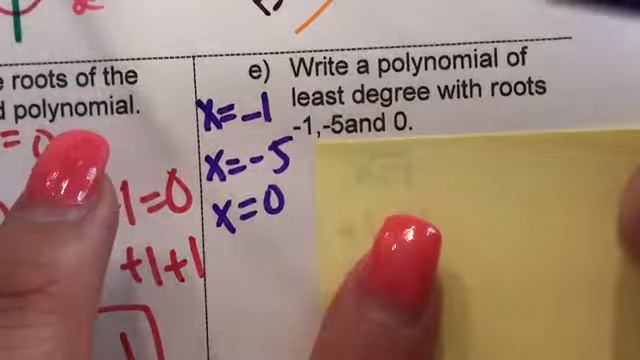 e roots of the
d polynomial.
= 0
1=0
+1+1
e) Write a polynomial of
least degree with roots
-1,-5and 0.
x=-1
x=-5
x=0